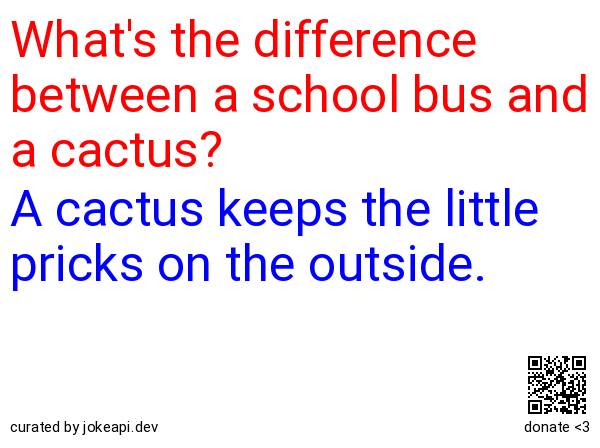 What's the difference
between a school bus and
a cactus?
A cactus keeps the little
pricks on the outside.
curated by jokeapi.dev
donate <3